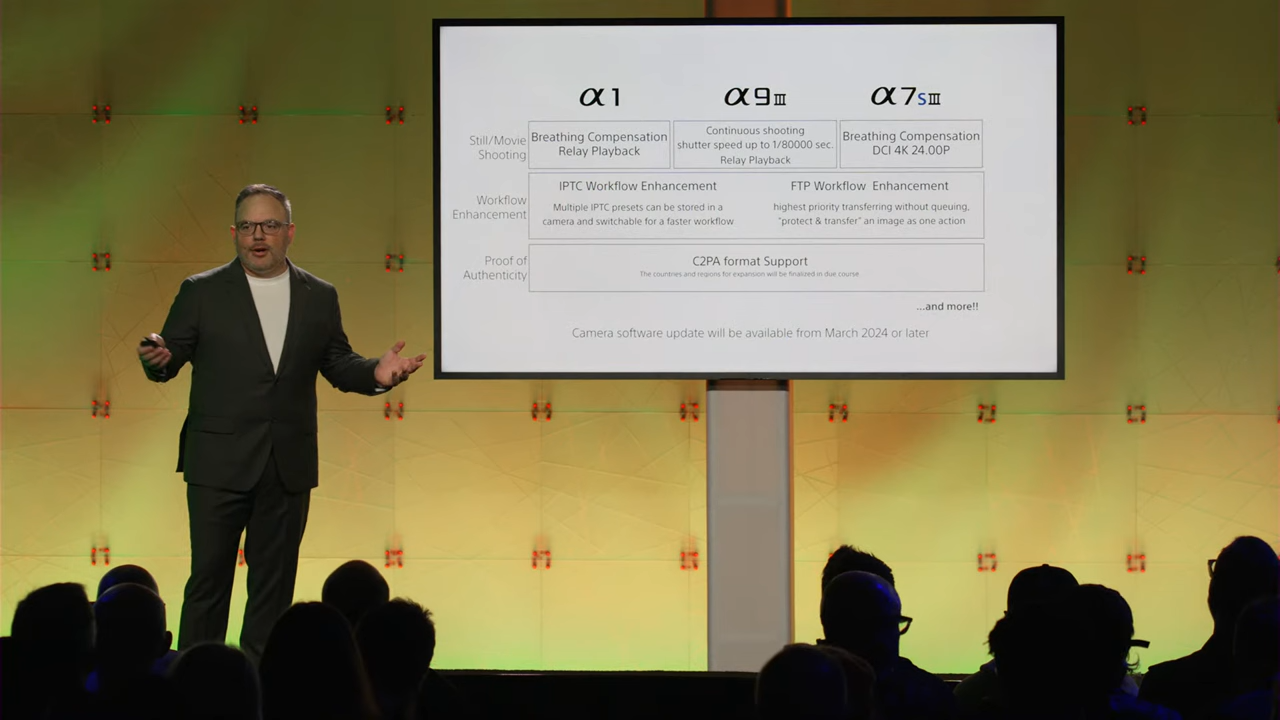 α1
α9III
α7SIII
Still/Movie
Shooting
Breathing Compensation
Relay Playback
Continuous shooting
shutter speed up to 1/80000 sec.
Relay Playback
Breathing Compensation
DCI 4K 24.00P
Workflow
Enhancement
IPTC Workflow Enhancement
Multiple IPTC presets can be stored in a
camera and switchable for a faster workflow
FTP Workflow Enhancement
highest priority transferring without queuing,
"protect & transfer" an image as one action
Proof of
Authenticity
C2PA format Support
The countries and regions for expansion will be finalized in due course
...and more!!
Camera software update will be available from March 2024 or later